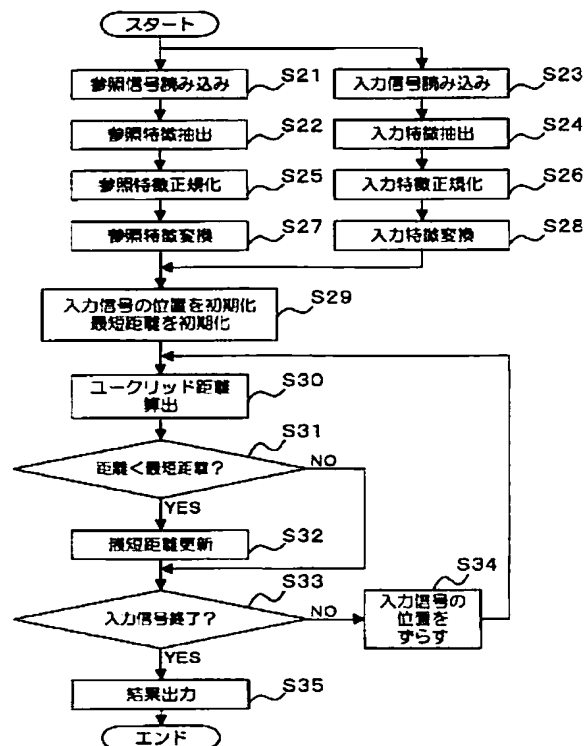 スタート
参照信号読み込み
S21
入力信号読み込み
S23
参照特徴抽出
S22
入力特徴抽出
S24
参照特徴正規化
S25
入力特徴正規化
S26
参照特徴変換
S27
入力特徴変換
S28
入力信号の位置を初期化
最短距離を初期化
S29
ユークリッド距離
算出
S30
距離<最短距離?
S31
NO
YES
最短距離更新
S32
入力信号終了?
S33
NO
YES
入力信号の
位置を
ずらす
S34
結果出力
S35
エンド